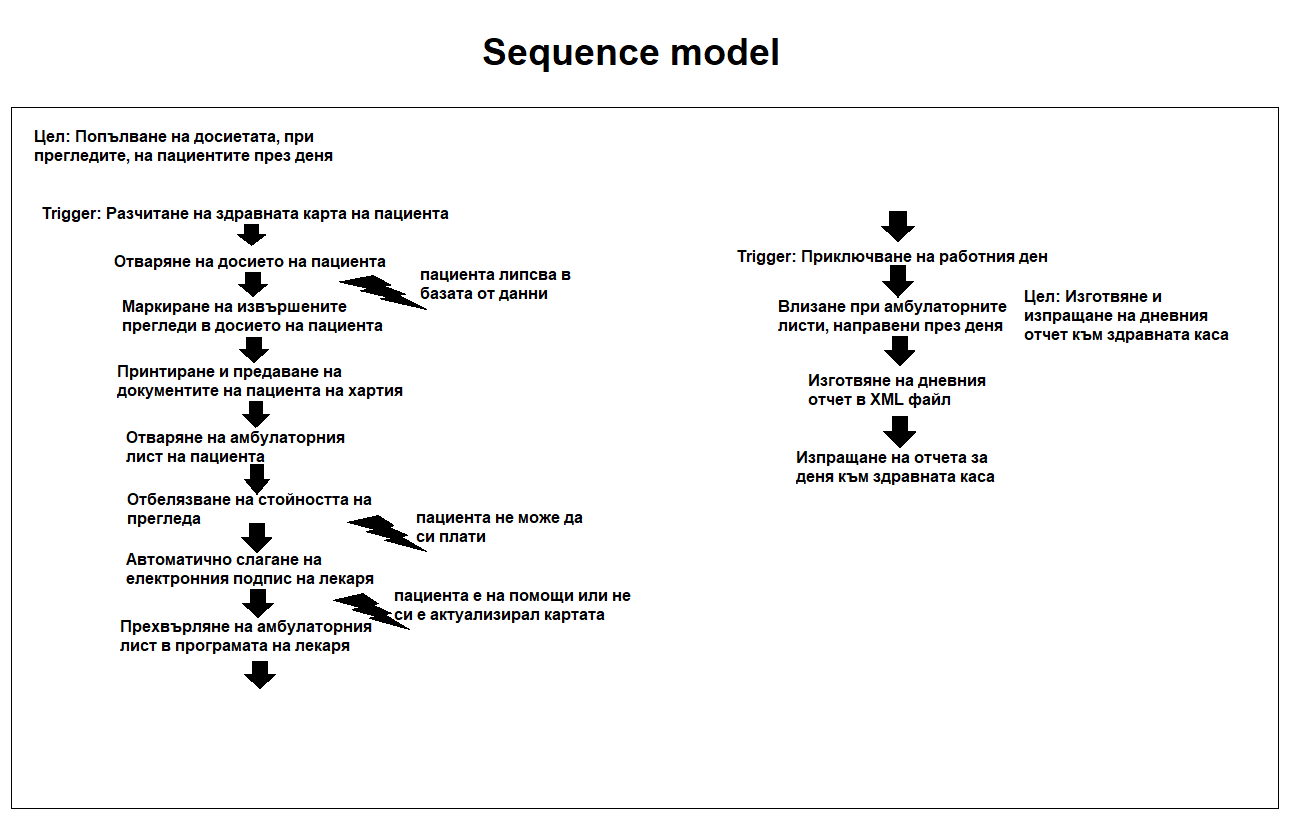 Sequence model
Цел: Попълване на досиетата, при
прегледите, на пациентите през деня
Trigger: Разчитане на здравната карта на пациента
Отваряне на досието на пациента
пациента липсва в
базата от данни
Маркиране на извършените
прегледи в досието на пациента
Принтиране и предаване на
документите на пациента на хартия
Отваряне на амбулаторния
лист на пациента
Отбелязване на стойността на
прегледа
пациента не може да
си плати
Автоматично слагане на
електронния подпис на лекаря
пациента е на помощи или не
си е актуализирал картата
Прехвърляне на амбулаторния
лист в програмата на лекаря
Trigger: Приключване на работния ден
Влизане при амбулаторните
листи, направени през деня
Цел: Изготвяне и
изпращане на дневния
отчет към здравната каса
Изготвяне на дневния
отчет в XML файл
Изпращане на отчета за
деня към здравната каса